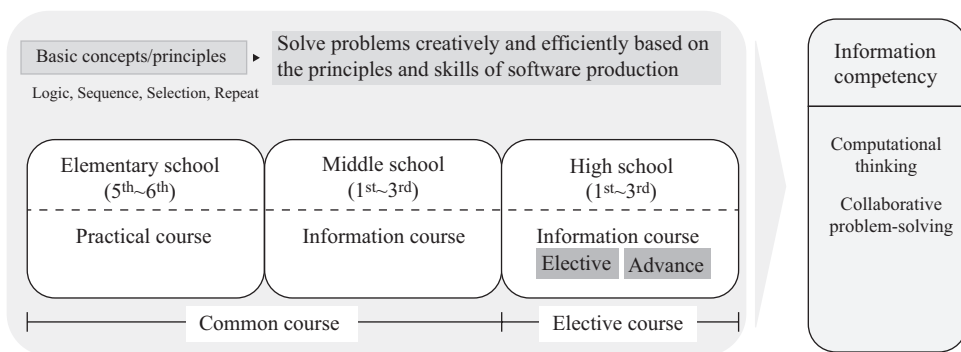 Basic concepts/principles
Logic, Sequence, Selection, Repeat
Solve problems creatively and efficiently based on
the principles and skills of software production
Elementary school
(5th~6th)
Practical course
Middle school
(1st~3rd)
Information course
High school
(1st~3rd)
Information course
Elective Advance
Common course
Elective course
Information
competency
Computational
thinking
Collaborative
problem-solving